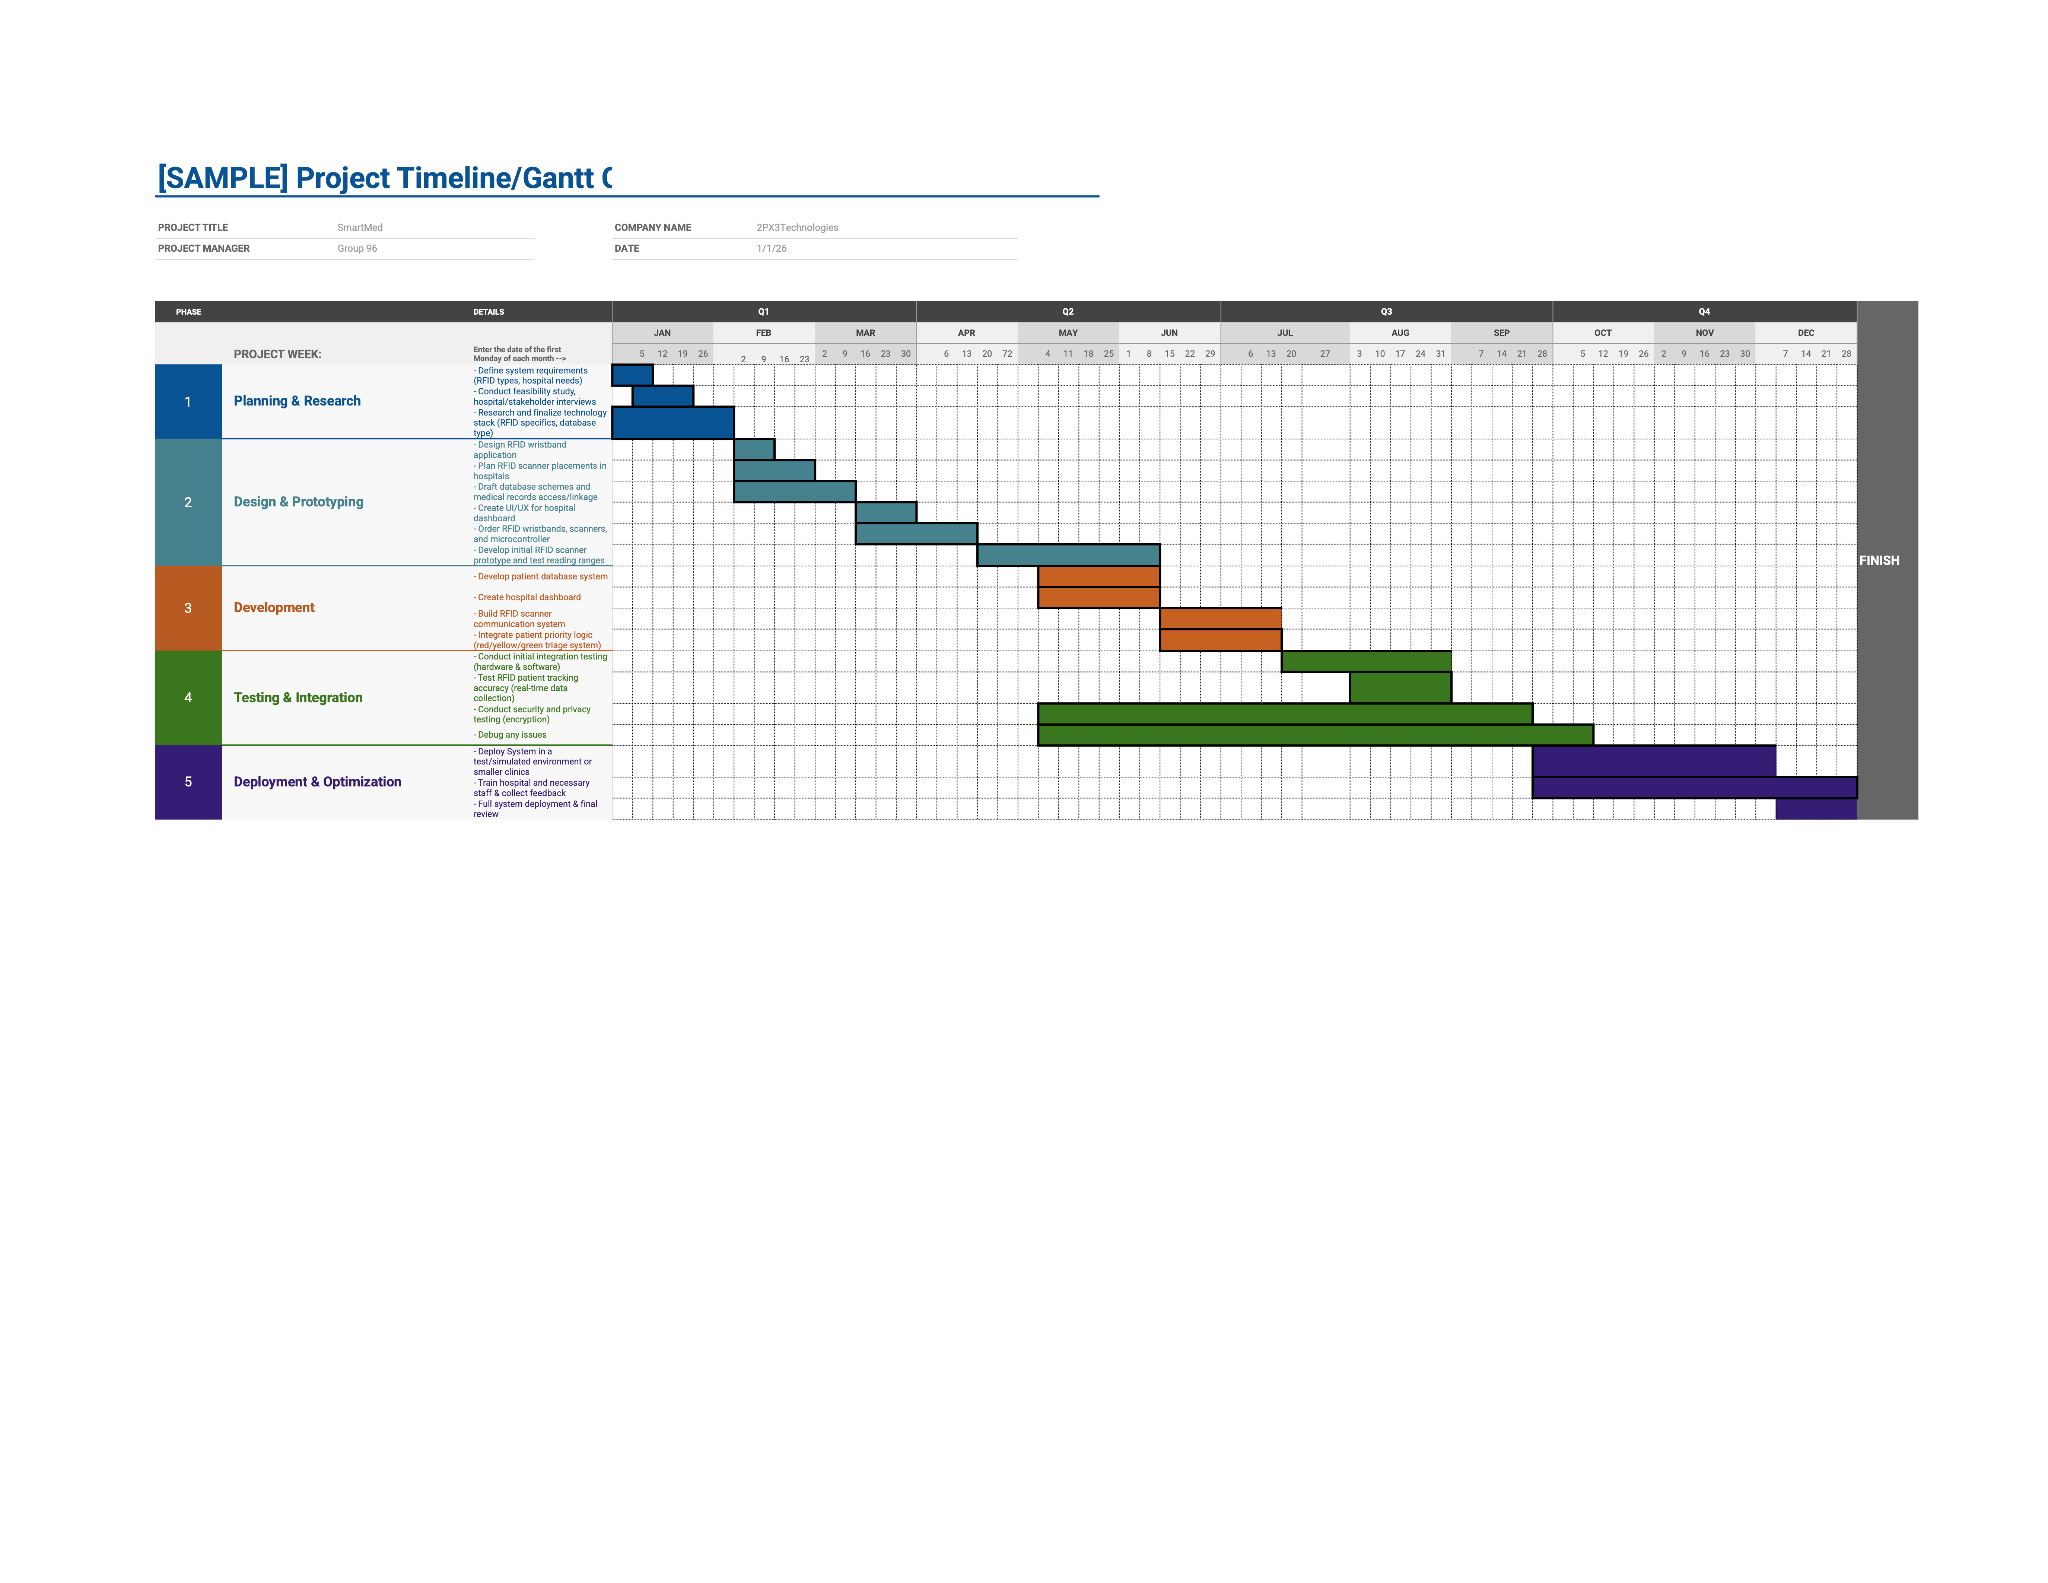 [SAMPLE] Project Timeline/Gantt C
PROJECT TITLE SmartMed COMPANY NAME 2PX3Technologies
PROJECT MANAGER Group 96 DATE 1/1/26
PHASE DETAILS Q1 Q2 Q3 Q4
JAN FEB MAR APR MAY JUN JUL AUG SEP OCT NOV DEC
PROJECT WEEK: Enter the date of the first
Monday of each month -->
5 12 19 26 2 9 16 23 2 9 16 23 30 6 13 20 72 4 11 18 25 1 8 15 22 29 6 13 20 27 3 10 17 24 31 7 14 21 28 5 12 19 26 2 9 16 23 30 7 14 21 28
1 Planning & Research
- Define system requirements
(RFID types, hospital needs)
- Conduct feasibility study,
hospital/stakeholder interviews
- Research and finalize technology
stack (RFID specifics, database
type)
2 Design & Prototyping
- Design RFID wristband
application
- Plan RFID scanner placements in
hospitals
- Draft database schemes and
medical records access/linkage
- Create UI/UX for hospital
dashboard
- Order RFID wristbands, scanners,
and microcontroller
- Develop initial RFID scanner
prototype and test reading ranges
3 Development
- Develop patient database system
- Create hospital dashboard
- Build RFID scanner
communication system
- Integrate patient priority logic
(red/yellow/green triage system)
4 Testing & Integration
- Conduct initial integration testing
(hardware & software)
- Test RFID patient tracking
accuracy (real-time data
collection)
- Conduct security and privacy
testing (encryption)
- Debug any issues
5 Deployment & Optimization
- Deploy System in a
test/simulated environment or
smaller clinics
- Train hospital and necessary
staff & collect feedback
- Full system deployment & final
review
FINISH